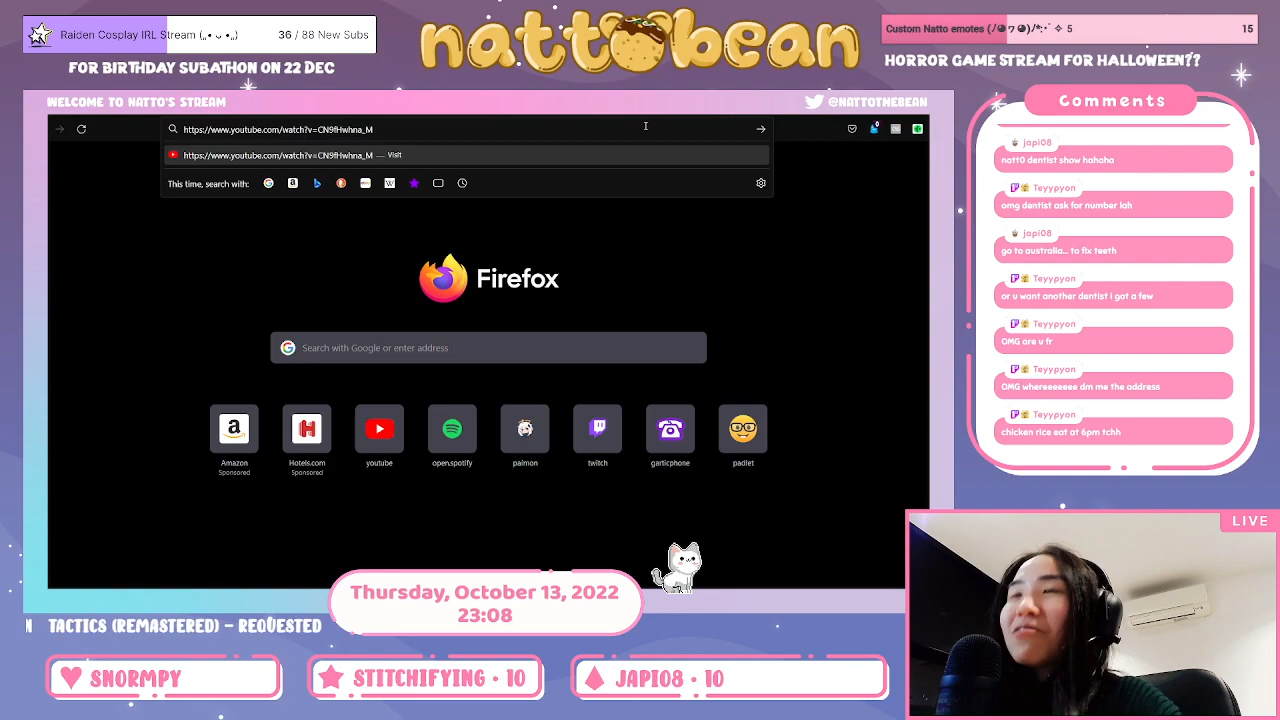 Raiden Cosplay IRL Stream (,,• ᴗ •,,)
36 / 88 New Subs
FOR BIRTHDAY SUBATHON ON 22 DEC
nattobean
Custom Natto emotes
5
15
HORROR GAME STREAM FOR HALLOWEEN??
WELCOME TO NATTO'S STREAM
@NATTOTHEBEAN
https://www.youtube.com/watch?v=CN9fHwhna_M
https://www.youtube.com/watch?v=CN9fHwhna_M — Visit
This time, search with:
Firefox
Search with Google or enter address
Amazon
Sponsored
Hotels.com
Sponsored
youtube
open.spotify
paimon
twitch
garticphone
padlet
Comments
japi08
natt0 dentist show hahaha
Teyypyon
omg dentist ask for number lah
japi08
go to australia... to fix teeth
Teyypyon
or u want another dentist i got a few
Teyypyon
OMG are u fr
Teyypyon
OMG whereeeeeee dm me the address
Teyypyon
chicken rice eat at 6pm tchh
LIVE
Thursday, October 13, 2022
23:08
N TACTICS (REMASTERED) - REQUESTED
SNORMPY
STITCHIFYING • 10
JAPI08 • 10